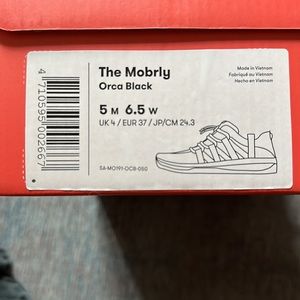 The Mobrly
Orca Black
5 M 6.5 W
UK 4 / EUR 37 / JP/CM 24.3
Made in Vietnam
Fabriqué au Vietnam
Hecho en Vietnam
4 710595 002667
SA-MO191-OCB-050